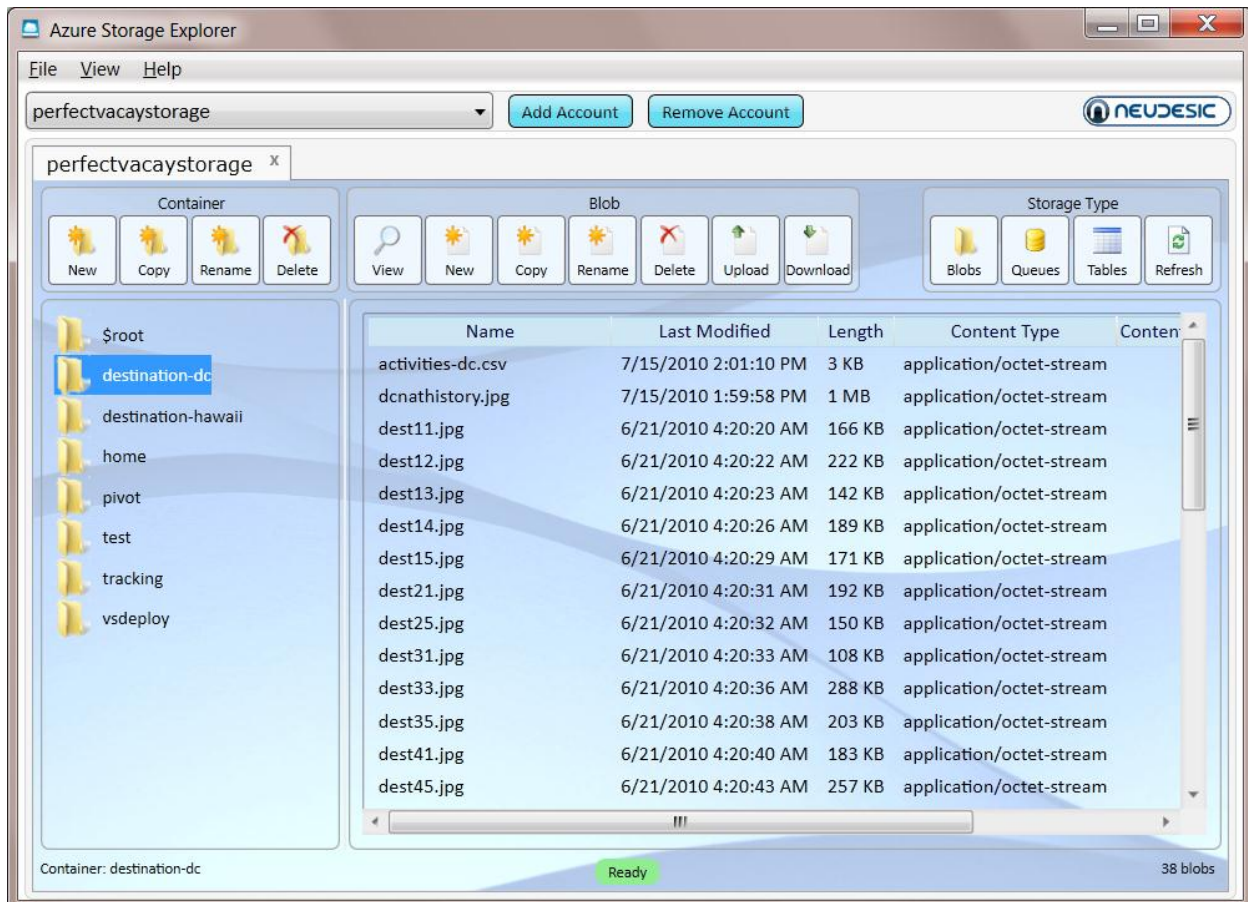 Azure Storage Explorer
File View Help
perfectvacaystorage Add Account Remove Account NEUDESIC
perfectvacaystorage x
Container Blob Storage Type
New Copy Rename Delete View New Copy Rename Delete Upload Download Blobs Queues Tables Refresh
$root
destination-dc
destination-hawaii
home
pivot
test
tracking
vsdeploy
Name Last Modified Length Content Type Conten
activities-dc.csv 7/15/2010 2:01:10 PM 3 KB application/octet-stream
dcnathistory.jpg 7/15/2010 1:59:58 PM 1 MB application/octet-stream
dest11.jpg 6/21/2010 4:20:20 AM 166 KB application/octet-stream
dest12.jpg 6/21/2010 4:20:22 AM 222 KB application/octet-stream
dest13.jpg 6/21/2010 4:20:23 AM 142 KB application/octet-stream
dest14.jpg 6/21/2010 4:20:26 AM 189 KB application/octet-stream
dest15.jpg 6/21/2010 4:20:29 AM 171 KB application/octet-stream
dest21.jpg 6/21/2010 4:20:31 AM 192 KB application/octet-stream
dest25.jpg 6/21/2010 4:20:32 AM 150 KB application/octet-stream
dest31.jpg 6/21/2010 4:20:33 AM 108 KB application/octet-stream
dest33.jpg 6/21/2010 4:20:36 AM 288 KB application/octet-stream
dest35.jpg 6/21/2010 4:20:38 AM 203 KB application/octet-stream
dest41.jpg 6/21/2010 4:20:40 AM 183 KB application/octet-stream
dest45.jpg 6/21/2010 4:20:43 AM 257 KB application/octet-stream
Container: destination-dc Ready 38 blobs